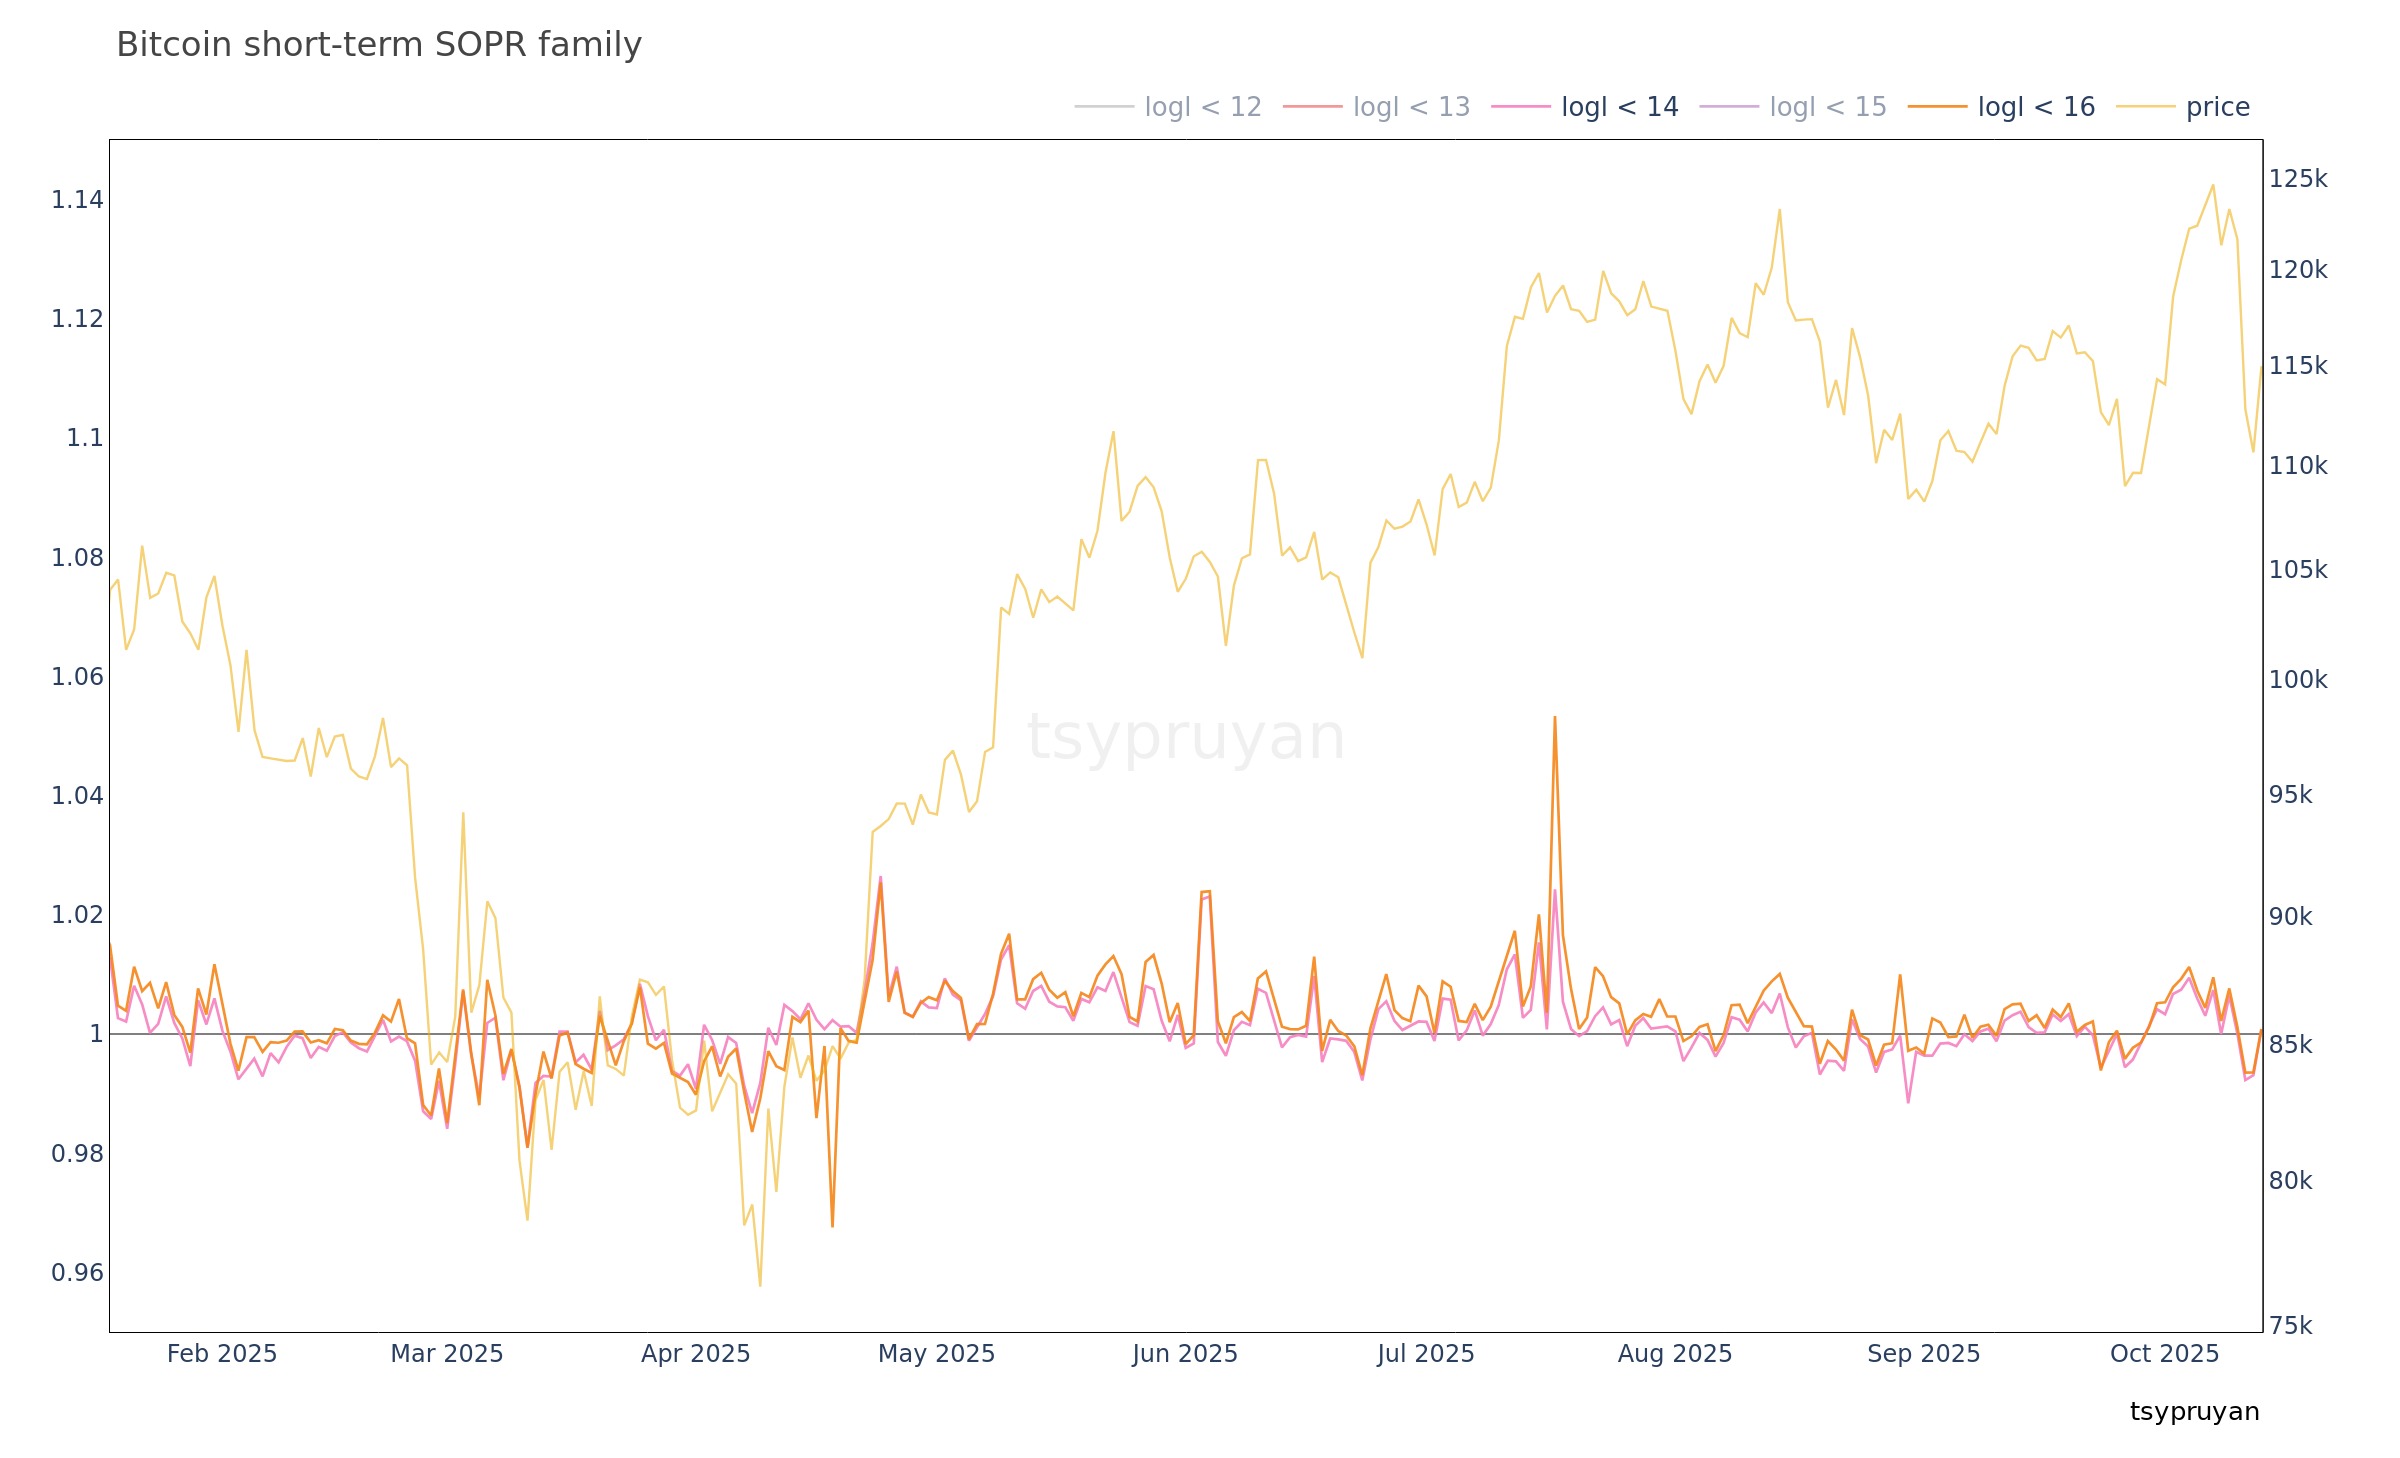 Bitcoin short-term SOPR family
logl < 12 logl < 13 logl < 14 logl < 15 logl < 16 price
1.14
1.12
1.1
1.08
1.06
1.04
1.02
1
0.98
0.96
125k
120k
115k
110k
105k
100k
95k
90k
85k
80k
75k
tsypruyan
Feb 2025 Mar 2025 Apr 2025 May 2025 Jun 2025 Jul 2025 Aug 2025 Sep 2025 Oct 2025
tsypruyan